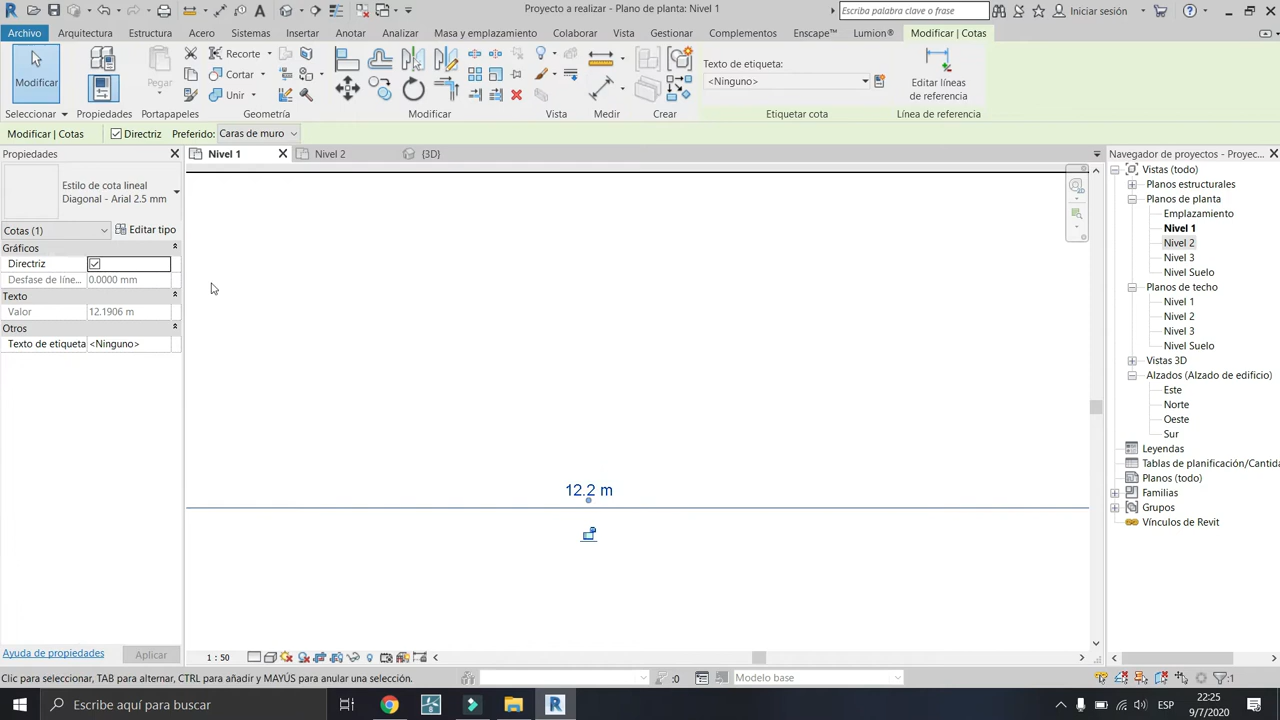 Proyecto a realizar - Plano de planta: Nivel 1
Escriba palabra clave o frase
Iniciar sesión
Archivo
Arquitectura
Estructura
Acero
Sistemas
Insertar
Anotar
Analizar
Masa y emplazamiento
Colaborar
Vista
Gestionar
Complementos
Enscape™
Lumion®
Modificar | Cotas
Modificar
Pegar
Recorte
Cortar
Unir
Texto de etiqueta:
<Ninguno>
Editar líneas
de referencia
Seleccionar
Propiedades
Portapapeles
Geometría
Modificar
Vista
Medir
Crear
Etiquetar cota
Línea de referencia
Modificar | Cotas
Directriz
Preferido:
Caras de muro
Propiedades
Nivel 1
Nivel 2
{3D}
Navegador de proyectos - Proyec...
Estilo de cota lineal
Diagonal - Arial 2.5 mm
Cotas (1)
Editar tipo
Gráficos
Directriz
Desfase de líne...
0.0000 mm
Texto
Valor
12.1906 m
Otros
Texto de etiqueta
<Ninguno>
12.2 m
Vistas (todo)
Planos estructurales
Planos de planta
Emplazamiento
Nivel 1
Nivel 2
Nivel 3
Nivel Suelo
Planos de techo
Nivel 1
Nivel 2
Nivel 3
Nivel Suelo
Vistas 3D
Alzados (Alzado de edificio)
Este
Norte
Oeste
Sur
Leyendas
Tablas de planificación/Cantida
Planos (todo)
Familias
Grupos
Vínculos de Revit
Ayuda de propiedades
Aplicar
1 : 50
Clic para seleccionar, TAB para alternar, CTRL para añadir y MAYÚS para anular una selección.
:0
Modelo base
:1
Escribe aquí para buscar
ESP
22:25
9/7/2020